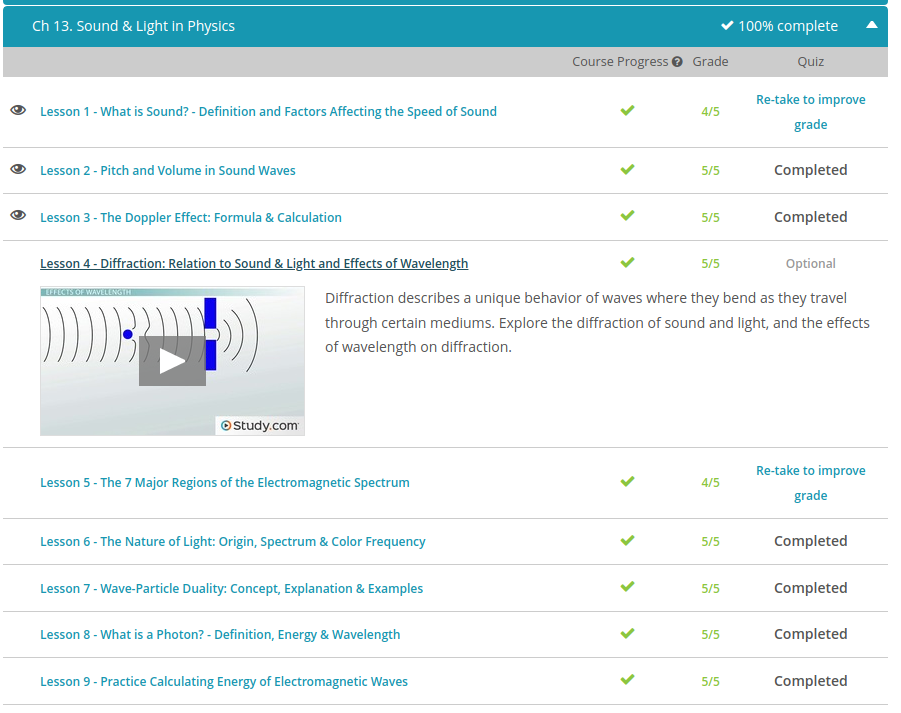 Ch 13. Sound & Light in Physics 100% complete
Course Progress ? Grade Quiz
Lesson 1 - What is Sound? - Definition and Factors Affecting the Speed of Sound 4/5 Re-take to improve
grade
Lesson 2 - Pitch and Volume in Sound Waves 5/5 Completed
Lesson 3 - The Doppler Effect: Formula & Calculation 5/5 Completed
Lesson 4 - Diffraction: Relation to Sound & Light and Effects of Wavelength 5/5 Optional
EFFECTS OF WAVELENGTH
Study.com
Diffraction describes a unique behavior of waves where they bend as they travel
through certain mediums. Explore the diffraction of sound and light, and the effects
of wavelength on diffraction.
Lesson 5 - The 7 Major Regions of the Electromagnetic Spectrum 4/5 Re-take to improve
grade
Lesson 6 - The Nature of Light: Origin, Spectrum & Color Frequency 5/5 Completed
Lesson 7 - Wave-Particle Duality: Concept, Explanation & Examples 5/5 Completed
Lesson 8 - What is a Photon? - Definition, Energy & Wavelength 5/5 Completed
Lesson 9 - Practice Calculating Energy of Electromagnetic Waves 5/5 Completed